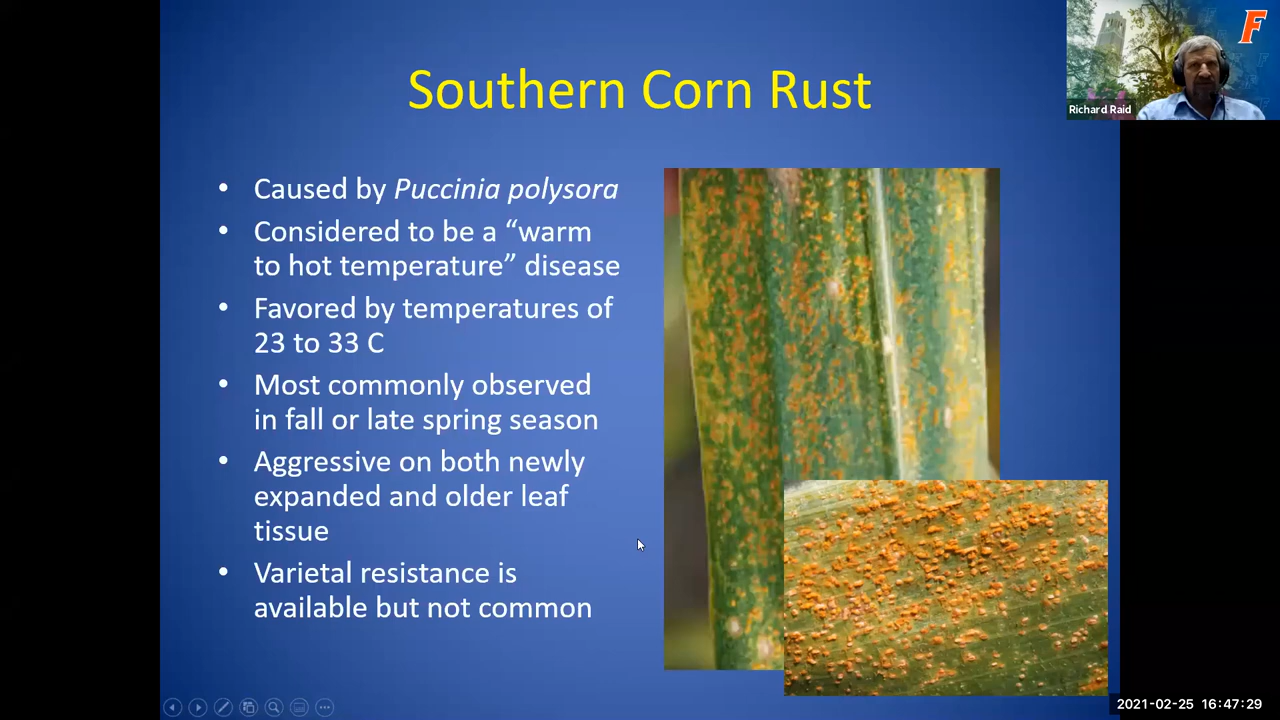 Southern Corn Rust
F
Richard Raid
• Caused by Puccinia polysora
• Considered to be a “warm
to hot temperature” disease
• Favored by temperatures of
23 to 33 C
• Most commonly observed
in fall or late spring season
• Aggressive on both newly
expanded and older leaf
tissue
• Varietal resistance is
available but not common
2021-02-25 16:47:29